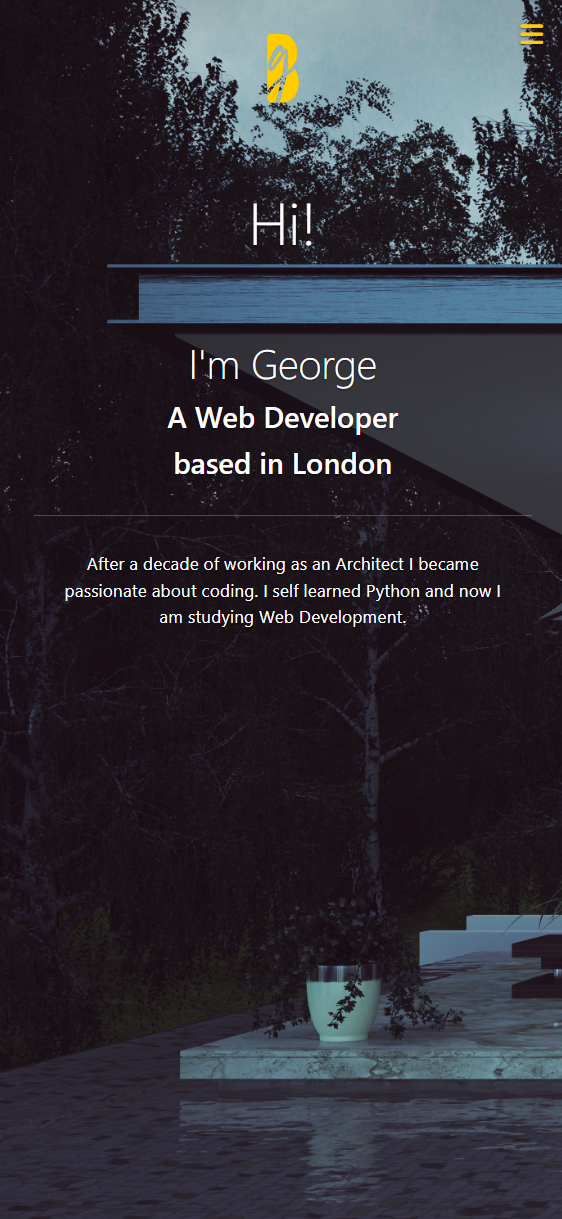 Hi!
I'm George
A Web Developer
based in London
After a decade of working as an Architect I became
passionate about coding. I self learned Python and now I
am studying Web Development.